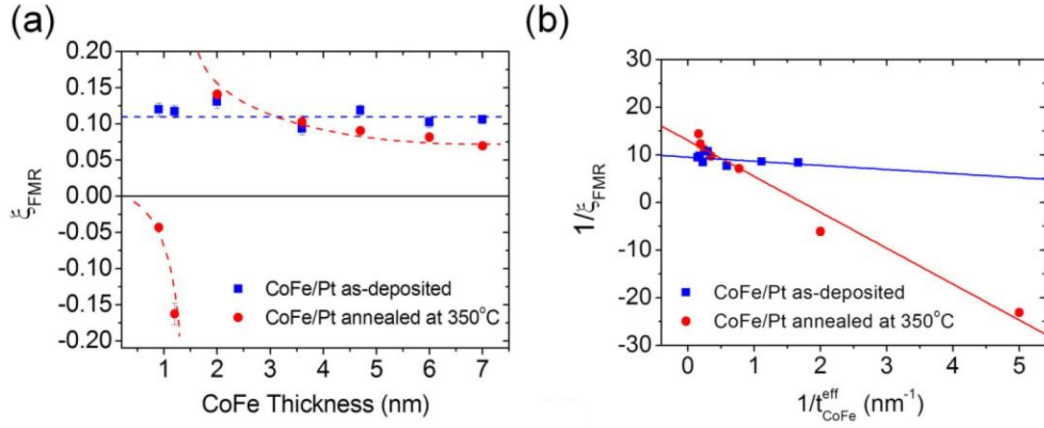 (a)
0.20
0.15
0.10
0.05
0.00
-0.05
-0.10
-0.15
-0.20
ξFMR
CoFe/Pt as-deposited
CoFe/Pt annealed at 350°C
1 2 3 4 5 6 7
CoFe Thickness (nm)
(b)
30
20
10
0
-10
-20
-30
1/ξFMR
CoFe/Pt as-deposited
CoFe/Pt annealed at 350°C
0 1 2 3 4 5
1/t^eff_CoFe (nm⁻¹)